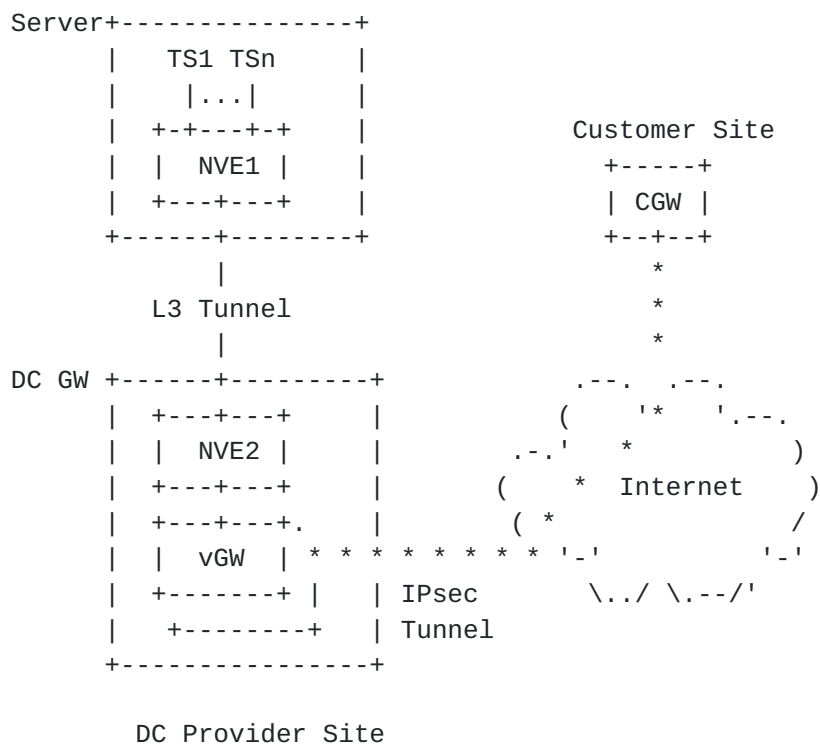 Server+---------------+
      |   TS1 TSn     |
      |    |...|      |
      |  +-+---+-+    |                  Customer Site
      |  |  NVE1 |    |                    +-----+
      |  +---+---+    |                    | CGW |
      +------+--------+                    +--+--+
             |                                *
         L3 Tunnel                            *
             |                                *
DC GW +------+---------+            .--.  .--.
      |  +---+---+     |           (    '*   '.--.
      |  |  NVE2 |     |        .-.'   *          )
      |  +---+---+     |       (    *  Internet    )
      |  +---+---+.    |        ( *               /
      |  |  vGW  | * * * * * * * * '-'          '-'
      |  +-------+ |   | IPsec       \../ \.--/'
      |   +--------+   | Tunnel
      +----------------+

        DC Provider Site